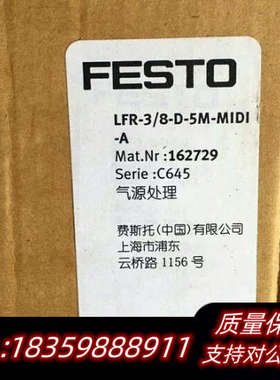 FESTO
LFR-3/8-D-5M-MIDI
-A
Mat.Nr :162729
Serie :C645
气源处理
费斯托(中国)有限公司
上海市浦东
云桥路 1156 号
:18359888911
质量保
支持对公